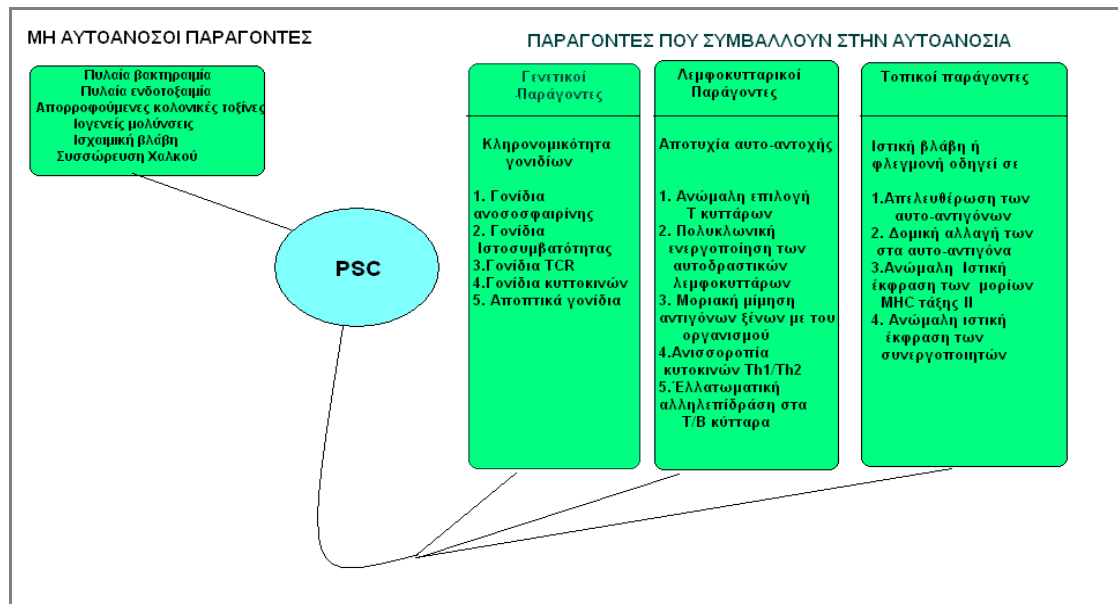 ΜΗ ΑΥΤΟΑΝΟΣΟΙ ΠΑΡΑΓΟΝΤΕΣ
Πυλαία βακτηραιμία
Πυλαία ενδοτοξαιμία
Απορροφούμενες κολονικές τοξίνες
Ιογενείς μολύνσεις
Ισχαιμική βλάβη
Συσσώρευση Χαλκού
PSC
ΠΑΡΑΓΟΝΤΕΣ ΠΟΥ ΣΥΜΒΑΛΛΟΥΝ ΣΤΗΝ ΑΥΤΟΑΝΟΣΙΑ
Γενετικοί
-Παράγοντες
Κληρονομικότητα
γονιδίων
1. Γονίδια
ανοσοσφαιρίνης
2. Γονίδια
Ιστοσυμβατότητας
3.Γονίδια TCR
4.Γονίδια κυττοκινών
5. Αποπτικά γονίδια
Λεμφοκυτταρικοί
Παράγοντες
Αποτυχία αυτο-αντοχής
1. Ανώμαλη επιλογή
Τ κυττάρων
2. Πολυκλωνική
ενεργοποίηση των
αυτοδραστικών
λεμφοκυττάρων
3. Μοριακή μίμηση
αντιγόνων ξένων με του
οργανισμού
4.Ανισσοροπία
κυτοκινών Th1/Th2
5.Έλλατωματική
αλληλεπίδράση στα
Τ/Β κύτταρα
Τοπικοί παράγοντες
Ιστική βλάβη ή
φλεγμονή οδηγεί σε
1.Απελευθέρωση των
αυτο-αντιγόνων
2. Δομική αλλαγή των
στα αυτο-αντιγόνα
3.Ανώμαλη Ιστική
έκφραση των μορίων
MHC τάξης ΙΙ
4. Ανώμαλη ιστική
έκφραση των
συνεργοποιητών